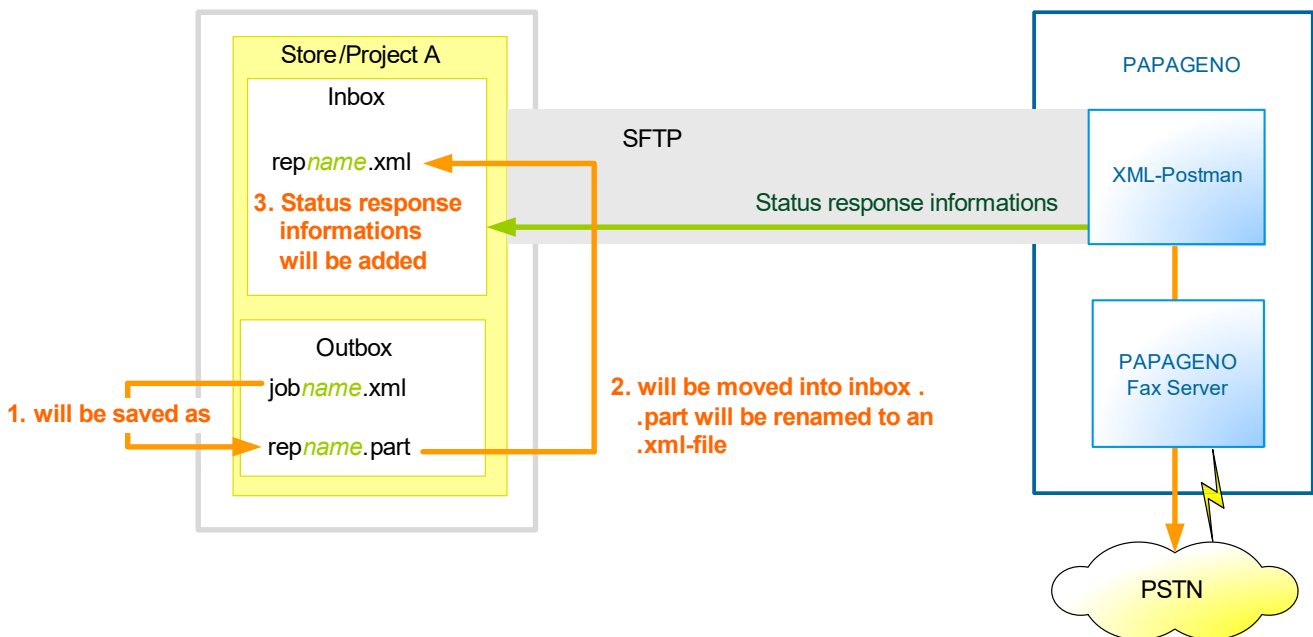 Store/Project A
Inbox
repname.xml
3. Status response
informations
will be added
Outbox
jobname.xml
1. will be saved as
repname.part
2. will be moved into inbox .
.part will be renamed to an
.xml-file
SFTP
Status response informations
PAPAGENO
XML-Postman
PAPAGENO
Fax Server
PSTN